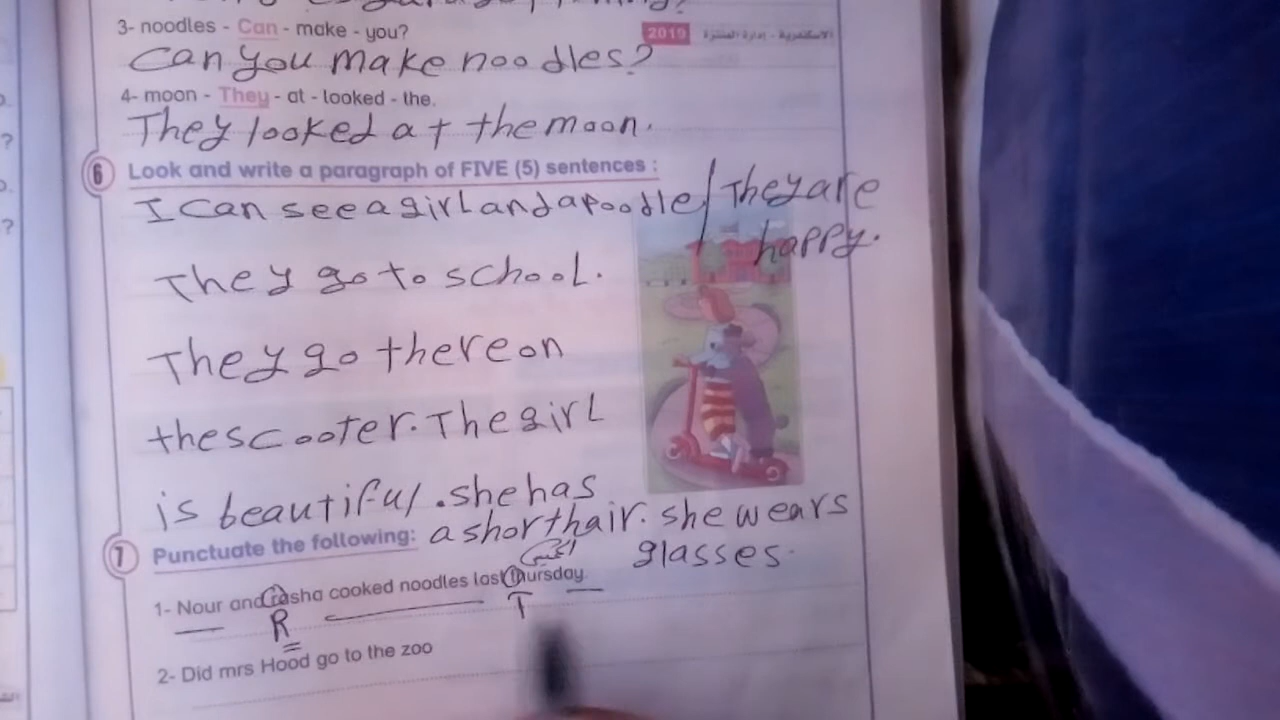 3- noodles - Can - make - you?
2019 الاسكندرية - إدارة المنتزة
Can you make noodles?
4- moon - They - at - looked - the.
They looked at the moon.
6 Look and write a paragraph of FIVE (5) sentences :
I can see a girl and a poodle / They are
happy.
They go to school.
They go there on
the scooter. The girl
is beautiful. she has
a short hair. she wears
glasses.
7 Punctuate the following:
1- Nour and rasha cooked noodles last thursday.
R T
2- Did mrs Hood go to the zoo